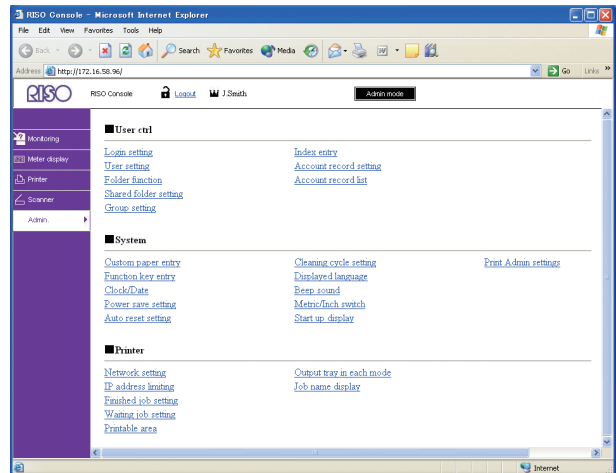 RISO Console - Microsoft Internet Explorer
File Edit View Favorites Tools Help
Back Search Favorites Media
Address http://172.16.58.96/ Go Links »
RISO RISO Console Logout J.Smith Admin mode
Monitoring
Meter display
Printer
Scanner
Admin.
User ctrl
Login setting Index entry
User setting Account record setting
Folder function Account record list
Shared folder setting
Group setting
System
Custom paper entry Cleaning cycle setting Print Admin settings
Function key entry Displayed language
Clock/Date Beep sound
Power save setting Metric/Inch switch
Auto reset setting Start up display
Printer
Network setting Output tray in each mode
IP address limiting Job name display
Finished job setting
Waiting job setting
Printable area
Internet